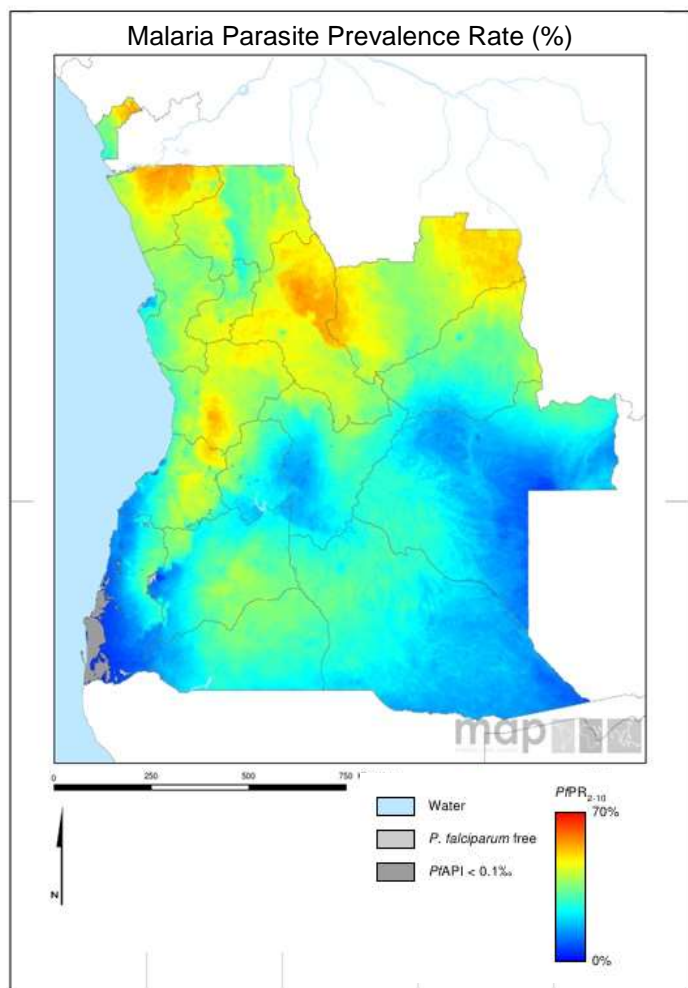 Malaria Parasite Prevalence Rate (%)
map
0 250 500 750
Water
P. falciparum free
PfAPI < 0.1‰
N
PfPR2-10
70%
0%